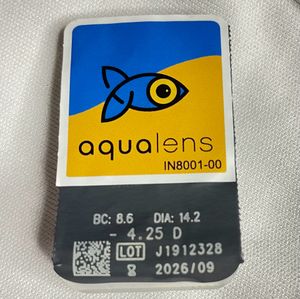 aqualens
IN8001-00
BC: 8.6 DIA: 14.2
- 4.25 D
LOT J1912328
2026/09